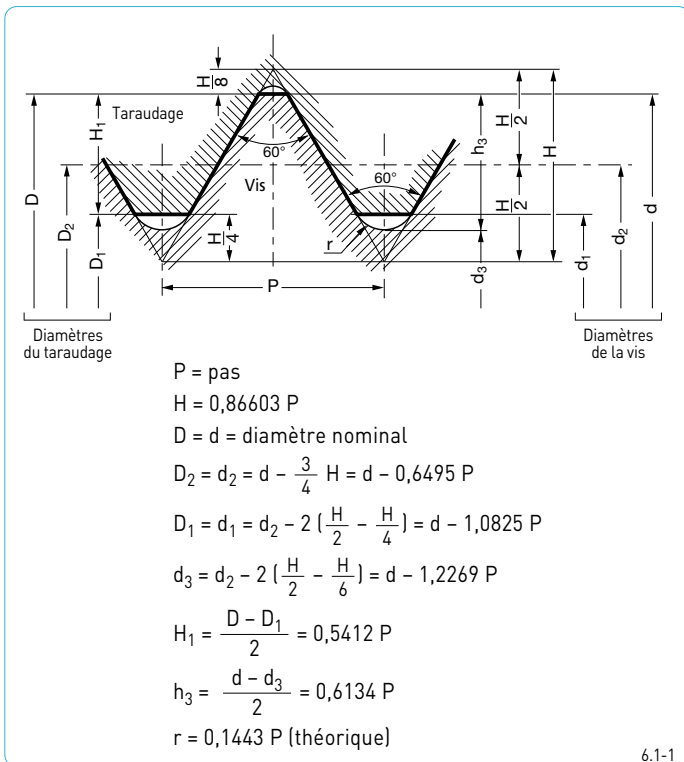 H/8
H₁
Taraudage
60°
Vis
60°
h₃
H/2
H
H/2
D
D₂
D₁
H/4
r
P
d₃
d₁
d₂
d
Diamètres
du taraudage
Diamètres
de la vis
P = pas
H = 0,86603 P
D = d = diamètre nominal
D₂ = d₂ = d – 3/4 H = d – 0,6495 P
D₁ = d₁ = d₂ – 2 (H/2 – H/4) = d – 1,0825 P
d₃ = d₂ – 2 (H/2 – H/6) = d – 1,2269 P
H₁ = (D – D₁)/2 = 0,5412 P
h₃ = (d – d₃)/2 = 0,6134 P
r = 0,1443 P (théorique)
6.1-1